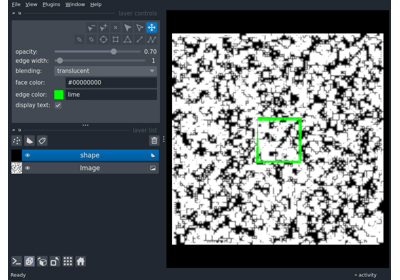 File View Plugins Window Help
layer controls
opacity: 0.70
edge width: 1
blending: translucent
face color: #00000000
edge color: lime
display text:
layer list
shape
Image
Ready
activity